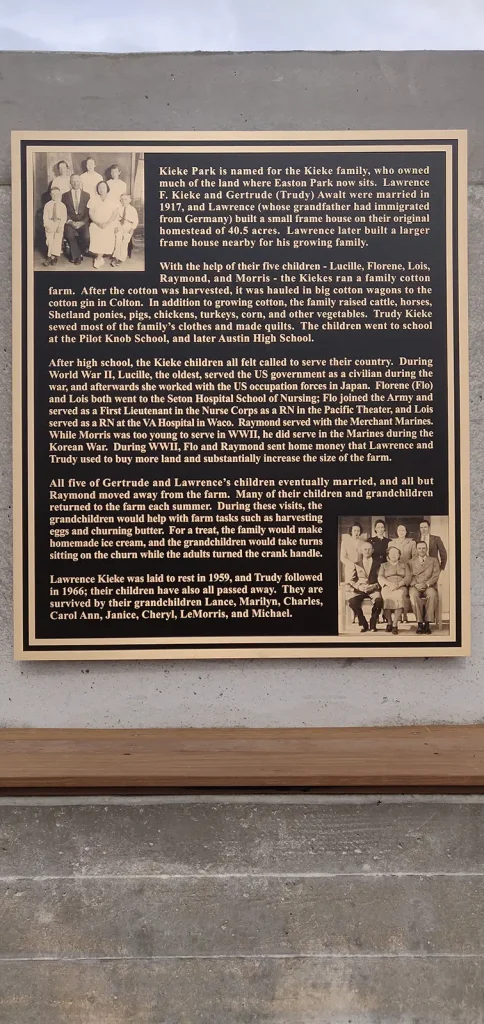 Kieke Park is named for the Kieke family, who owned
much of the land where Easton Park now sits. Lawrence
F. Kieke and Gertrude (Trudy) Awalt were married in
1917, and Lawrence (whose grandfather had immigrated
from Germany) built a small frame house on their original
homestead of 40.5 acres. Lawrence later built a larger
frame house nearby for his growing family.
With the help of their five children - Lucille, Florene, Lois,
Raymond, and Morris - the Kiekes ran a family cotton
farm. After the cotton was harvested, it was hauled in big cotton wagons to the
cotton gin in Colton. In addition to growing cotton, the family raised cattle, horses,
Shetland ponies, pigs, chickens, turkeys, corn, and other vegetables. Trudy Kieke
sewed most of the family's clothes and made quilts. The children went to school
at the Pilot Knob School, and later Austin High School.
After high school, the Kieke children all felt called to serve their country. During
World War II, Lucille, the oldest, served the US government as a civilian during the
war, and afterwards she worked with the US occupation forces in Japan. Florene (Flo)
and Lois both went to the Seton Hospital School of Nursing; Flo joined the Army and
served as a First Lieutenant in the Nurse Corps as a RN in the Pacific Theater, and Lois
served as a RN at the VA Hospital in Waco. Raymond served with the Merchant Marines.
While Morris was too young to serve in WWII, he did serve in the Marines during the
Korean War. During WWII, Flo and Raymond sent home money that Lawrence and
Trudy used to buy more land and substantially increase the size of the farm.
All five of Gertrude and Lawrence's children eventually married, and all but
Raymond moved away from the farm. Many of their children and grandchildren
returned to the farm each summer. During these visits, the
grandchildren would help with farm tasks such as harvesting
eggs and churning butter. For a treat, the family would make
homemade ice cream, and the grandchildren would take turns
sitting on the churn while the adults turned the crank handle.
Lawrence Kieke was laid to rest in 1959, and Trudy followed
in 1966; their children have also all passed away. They are
survived by their grandchildren Lance, Marilyn, Charles,
Carol Ann, Janice, Cheryl, LeMorris, and Michael.